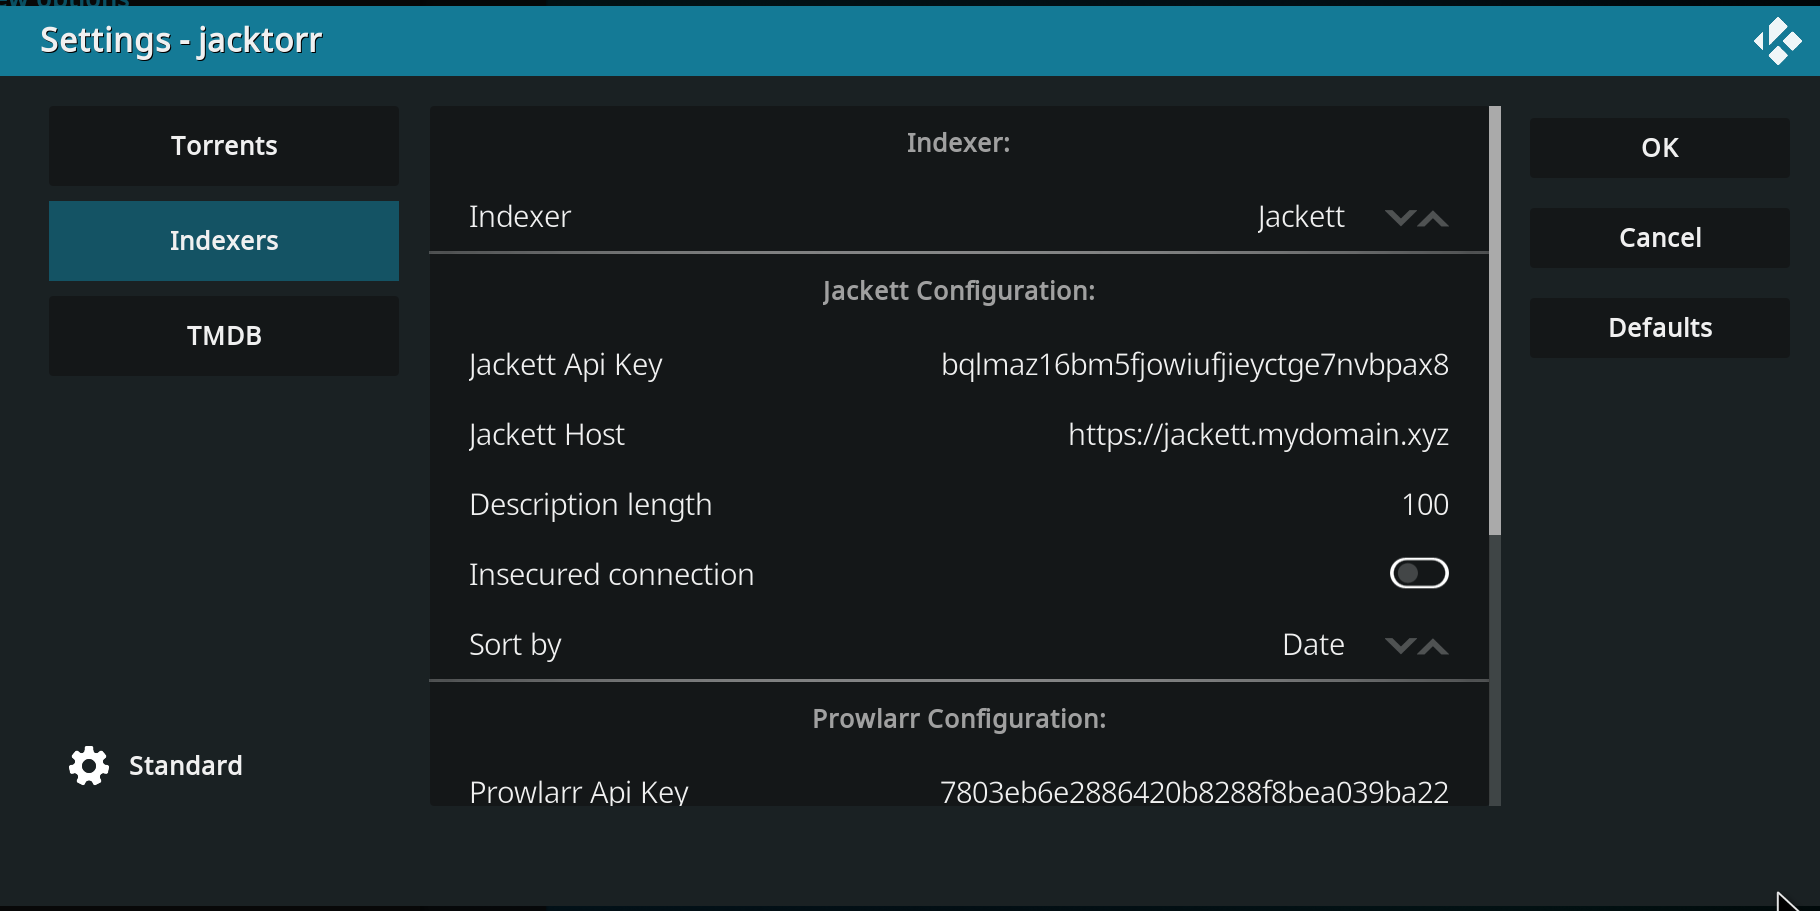 ew options
Settings - jacktorr
Torrents
Indexers
TMDB
Standard
Indexer:
Indexer Jackett
Jackett Configuration:
Jackett Api Key bqlmaz16bm5fjowiufjieyctge7nvbpax8
Jackett Host https://jackett.mydomain.xyz
Description length 100
Insecured connection
Sort by Date
Prowlarr Configuration:
Prowlarr Api Key 7803eb6e2886420b8288f8bea039ba22
OK
Cancel
Defaults